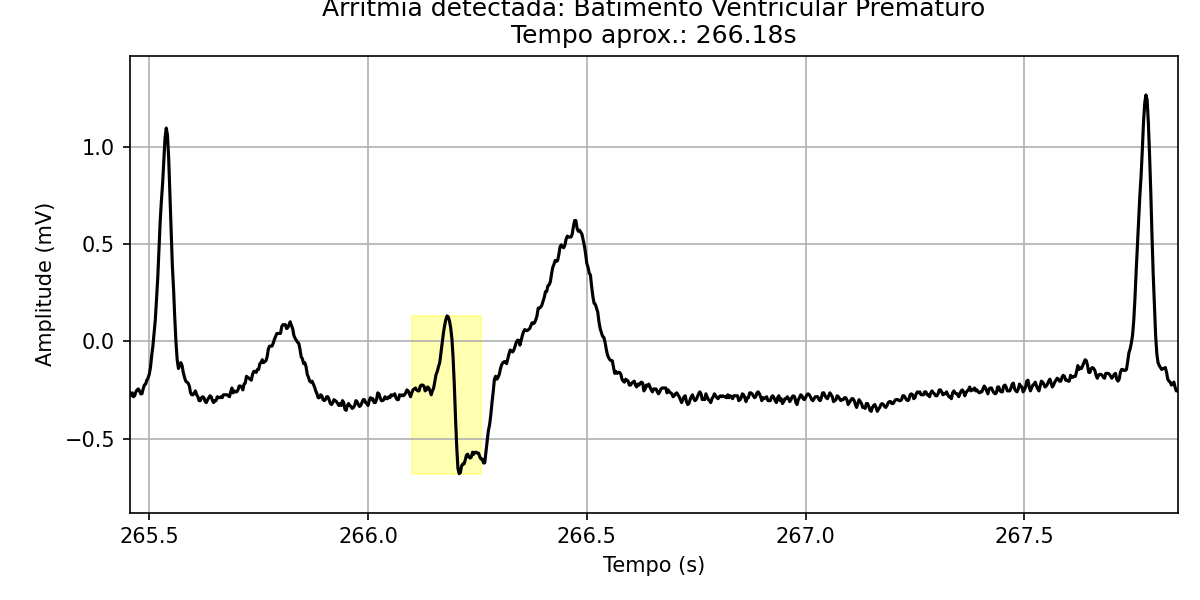 Arritmia detectada: Batimento Ventricular Prematuro
Tempo aprox.: 266.18s
Amplitude (mV)
1.0
0.5
0.0
−0.5
265.5
266.0
266.5
267.0
267.5
Tempo (s)